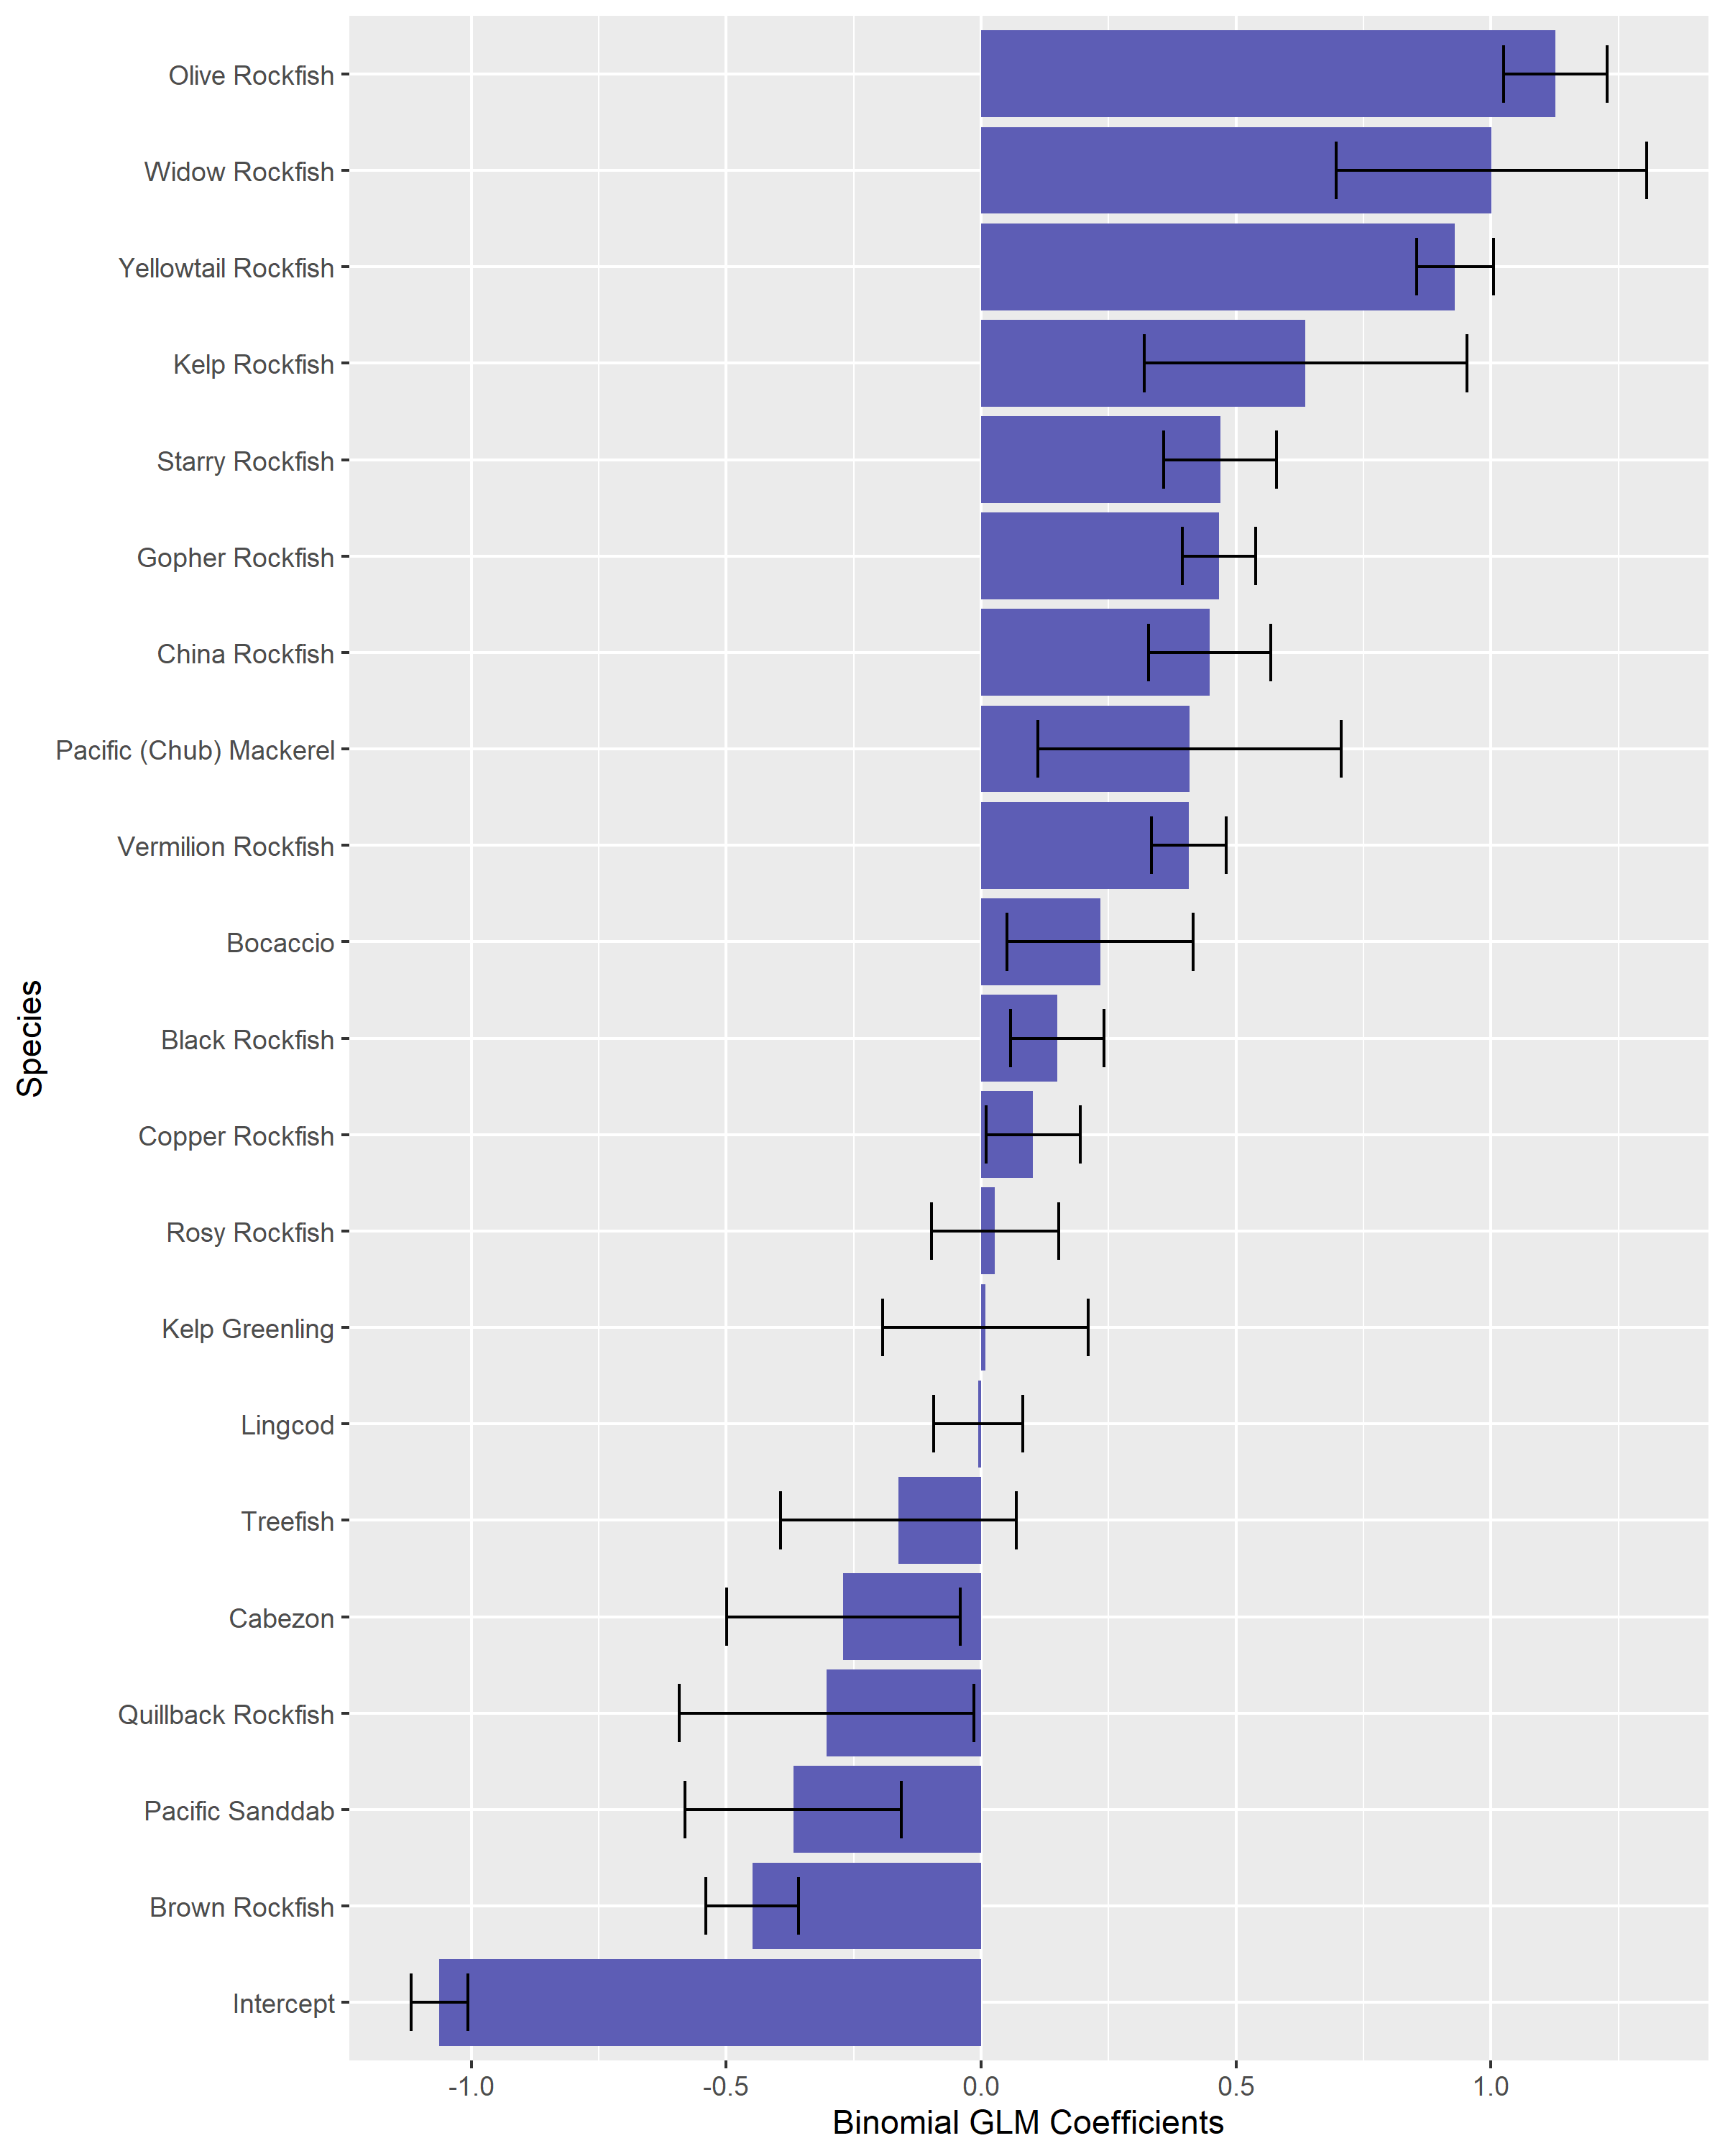 Olive Rockfish
Widow Rockfish
Yellowtail Rockfish
Kelp Rockfish
Starry Rockfish
Gopher Rockfish
China Rockfish
Pacific (Chub) Mackerel
Vermilion Rockfish
Bocaccio
Black Rockfish
Copper Rockfish
Rosy Rockfish
Kelp Greenling
Lingcod
Treefish
Cabezon
Quillback Rockfish
Pacific Sanddab
Brown Rockfish
Intercept
Species
-1.0 -0.5 0.0 0.5 1.0
Binomial GLM Coefficients